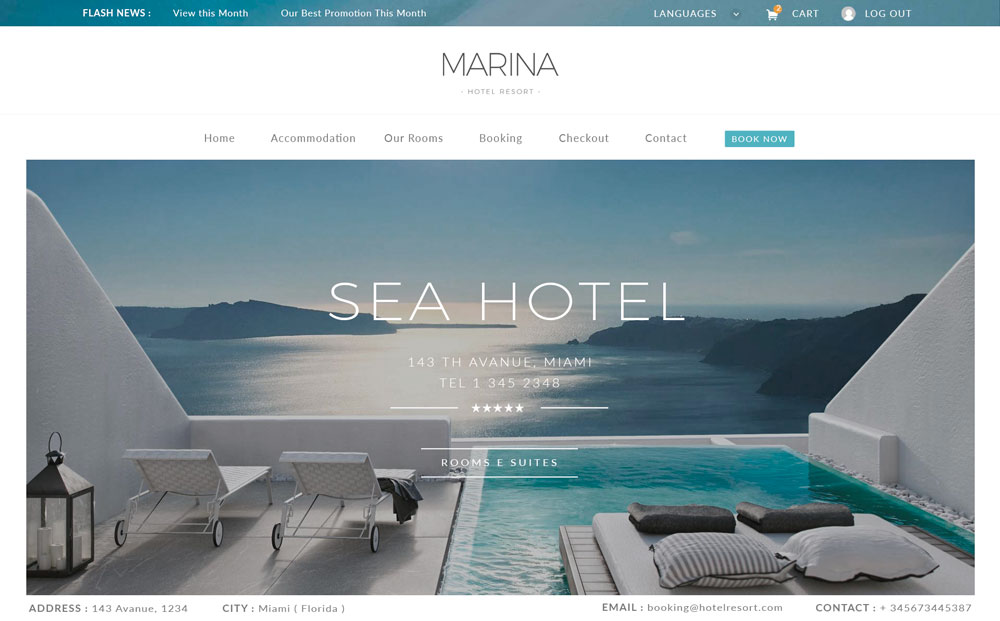 FLASH NEWS : View this Month Our Best Promotion This Month LANGUAGES 2 CART LOG OUT
MARINA
- HOTEL RESORT -
Home Accommodation Our Rooms Booking Checkout Contact BOOK NOW
SEA HOTEL
143 TH AVANUE, MIAMI
TEL 1 345 2348
★★★★★
ROOMS E SUITES
ADDRESS : 143 Avanue, 1234 CITY : Miami ( Florida ) EMAIL : booking@hotelresort.com CONTACT : + 345673445387